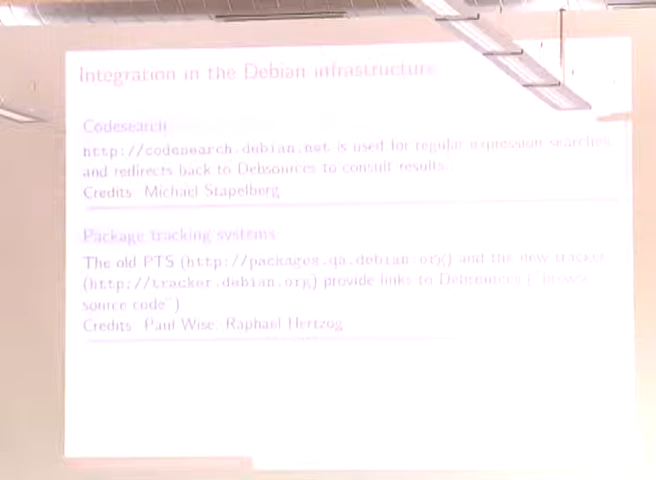 Integration in the Debian infrastructure
Codesearch
http://codesearch.debian.net is used for regular expression searches
and redirects back to Debsources to consult results.
Credits: Michael Stapelberg
Package tracking systems
The old PTS (http://packages.qa.debian.org) and the new tracker
(http://tracker.debian.org) provide links to Debsources ("browse
source code")
Credits: Paul Wise, Raphael Hertzog